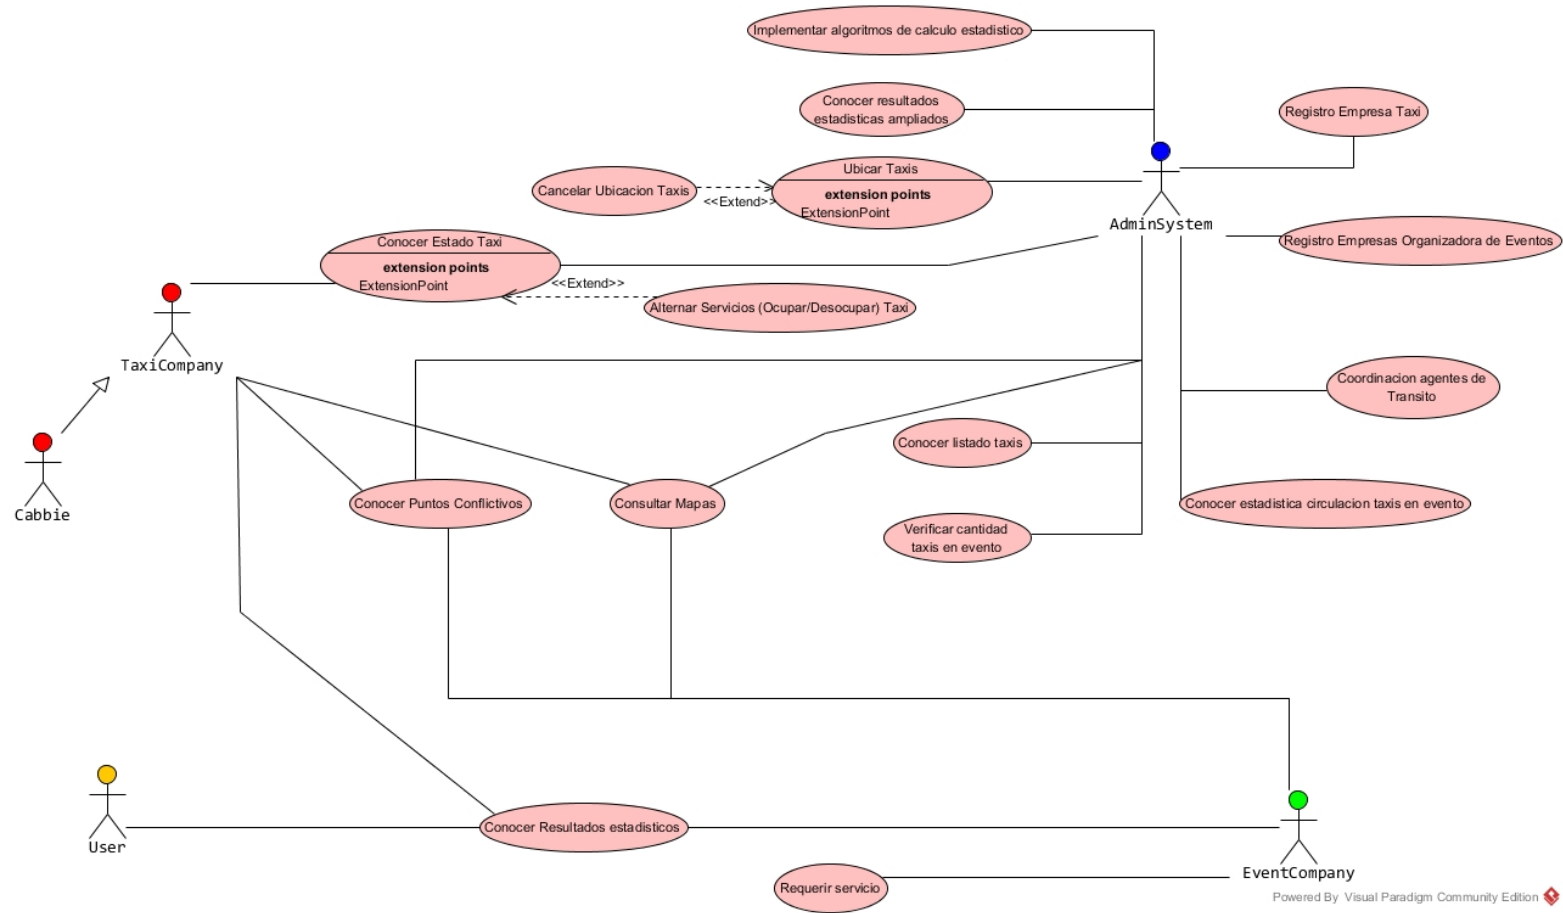 Implementar algoritmos de calculo estadistico
Conocer resultados
estadisticas ampliados
Registro Empresa Taxi
Ubicar Taxis
extension points
ExtensionPoint
Cancelar Ubicacion Taxis
<<Extend>>
AdminSystem
Registro Empresas Organizadora de Eventos
Conocer Estado Taxi
extension points
ExtensionPoint
<<Extend>>
Alternar Servicios (Ocupar/Desocupar) Taxi
TaxiCompany
Coordinacion agentes de
Transito
Conocer listado taxis
Cabbie
Conocer Puntos Conflictivos
Consultar Mapas
Conocer estadistica circulacion taxis en evento
Verificar cantidad
taxis en evento
User
Conocer Resultados estadisticos
EventCompany
Requerir servicio
Powered By Visual Paradigm Community Edition